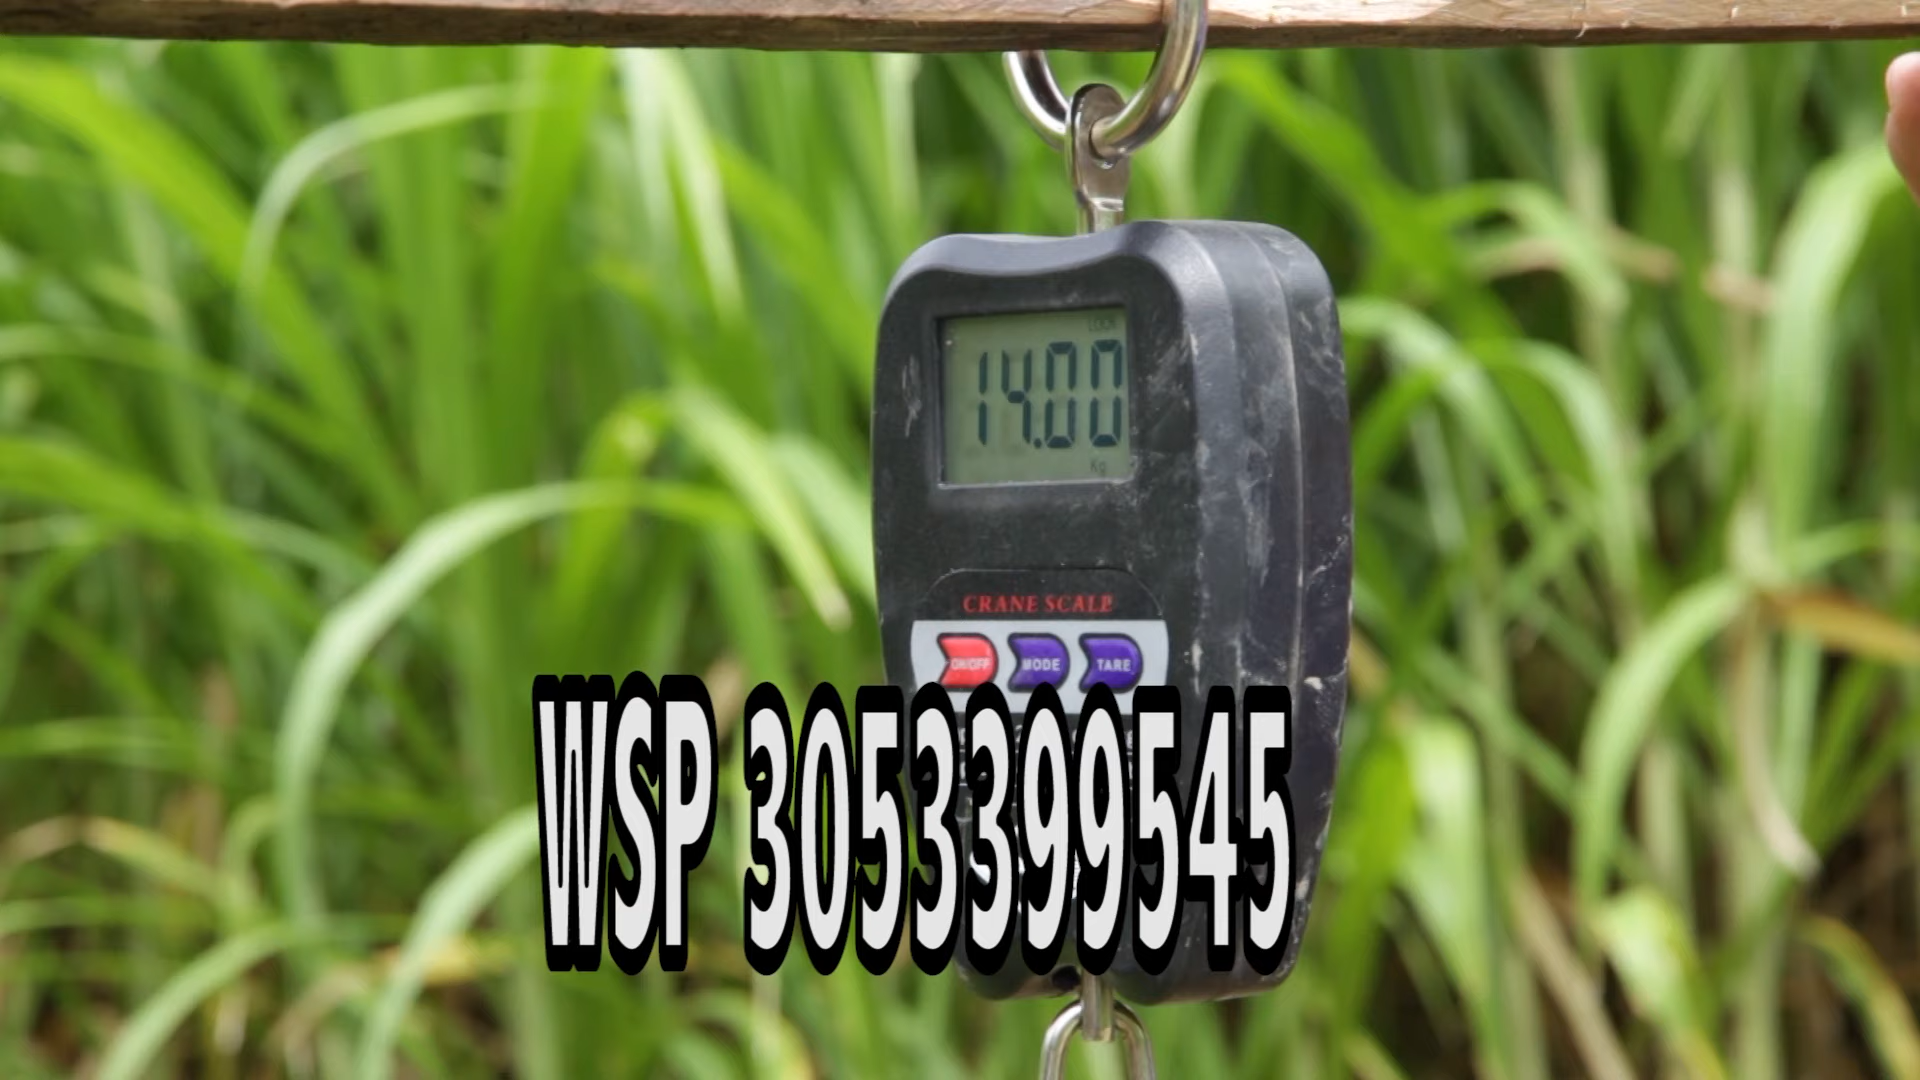 LOCK
14.00
Kg
CRANE SCALE
ON/OFF MODE TARE
WSP 3053399545